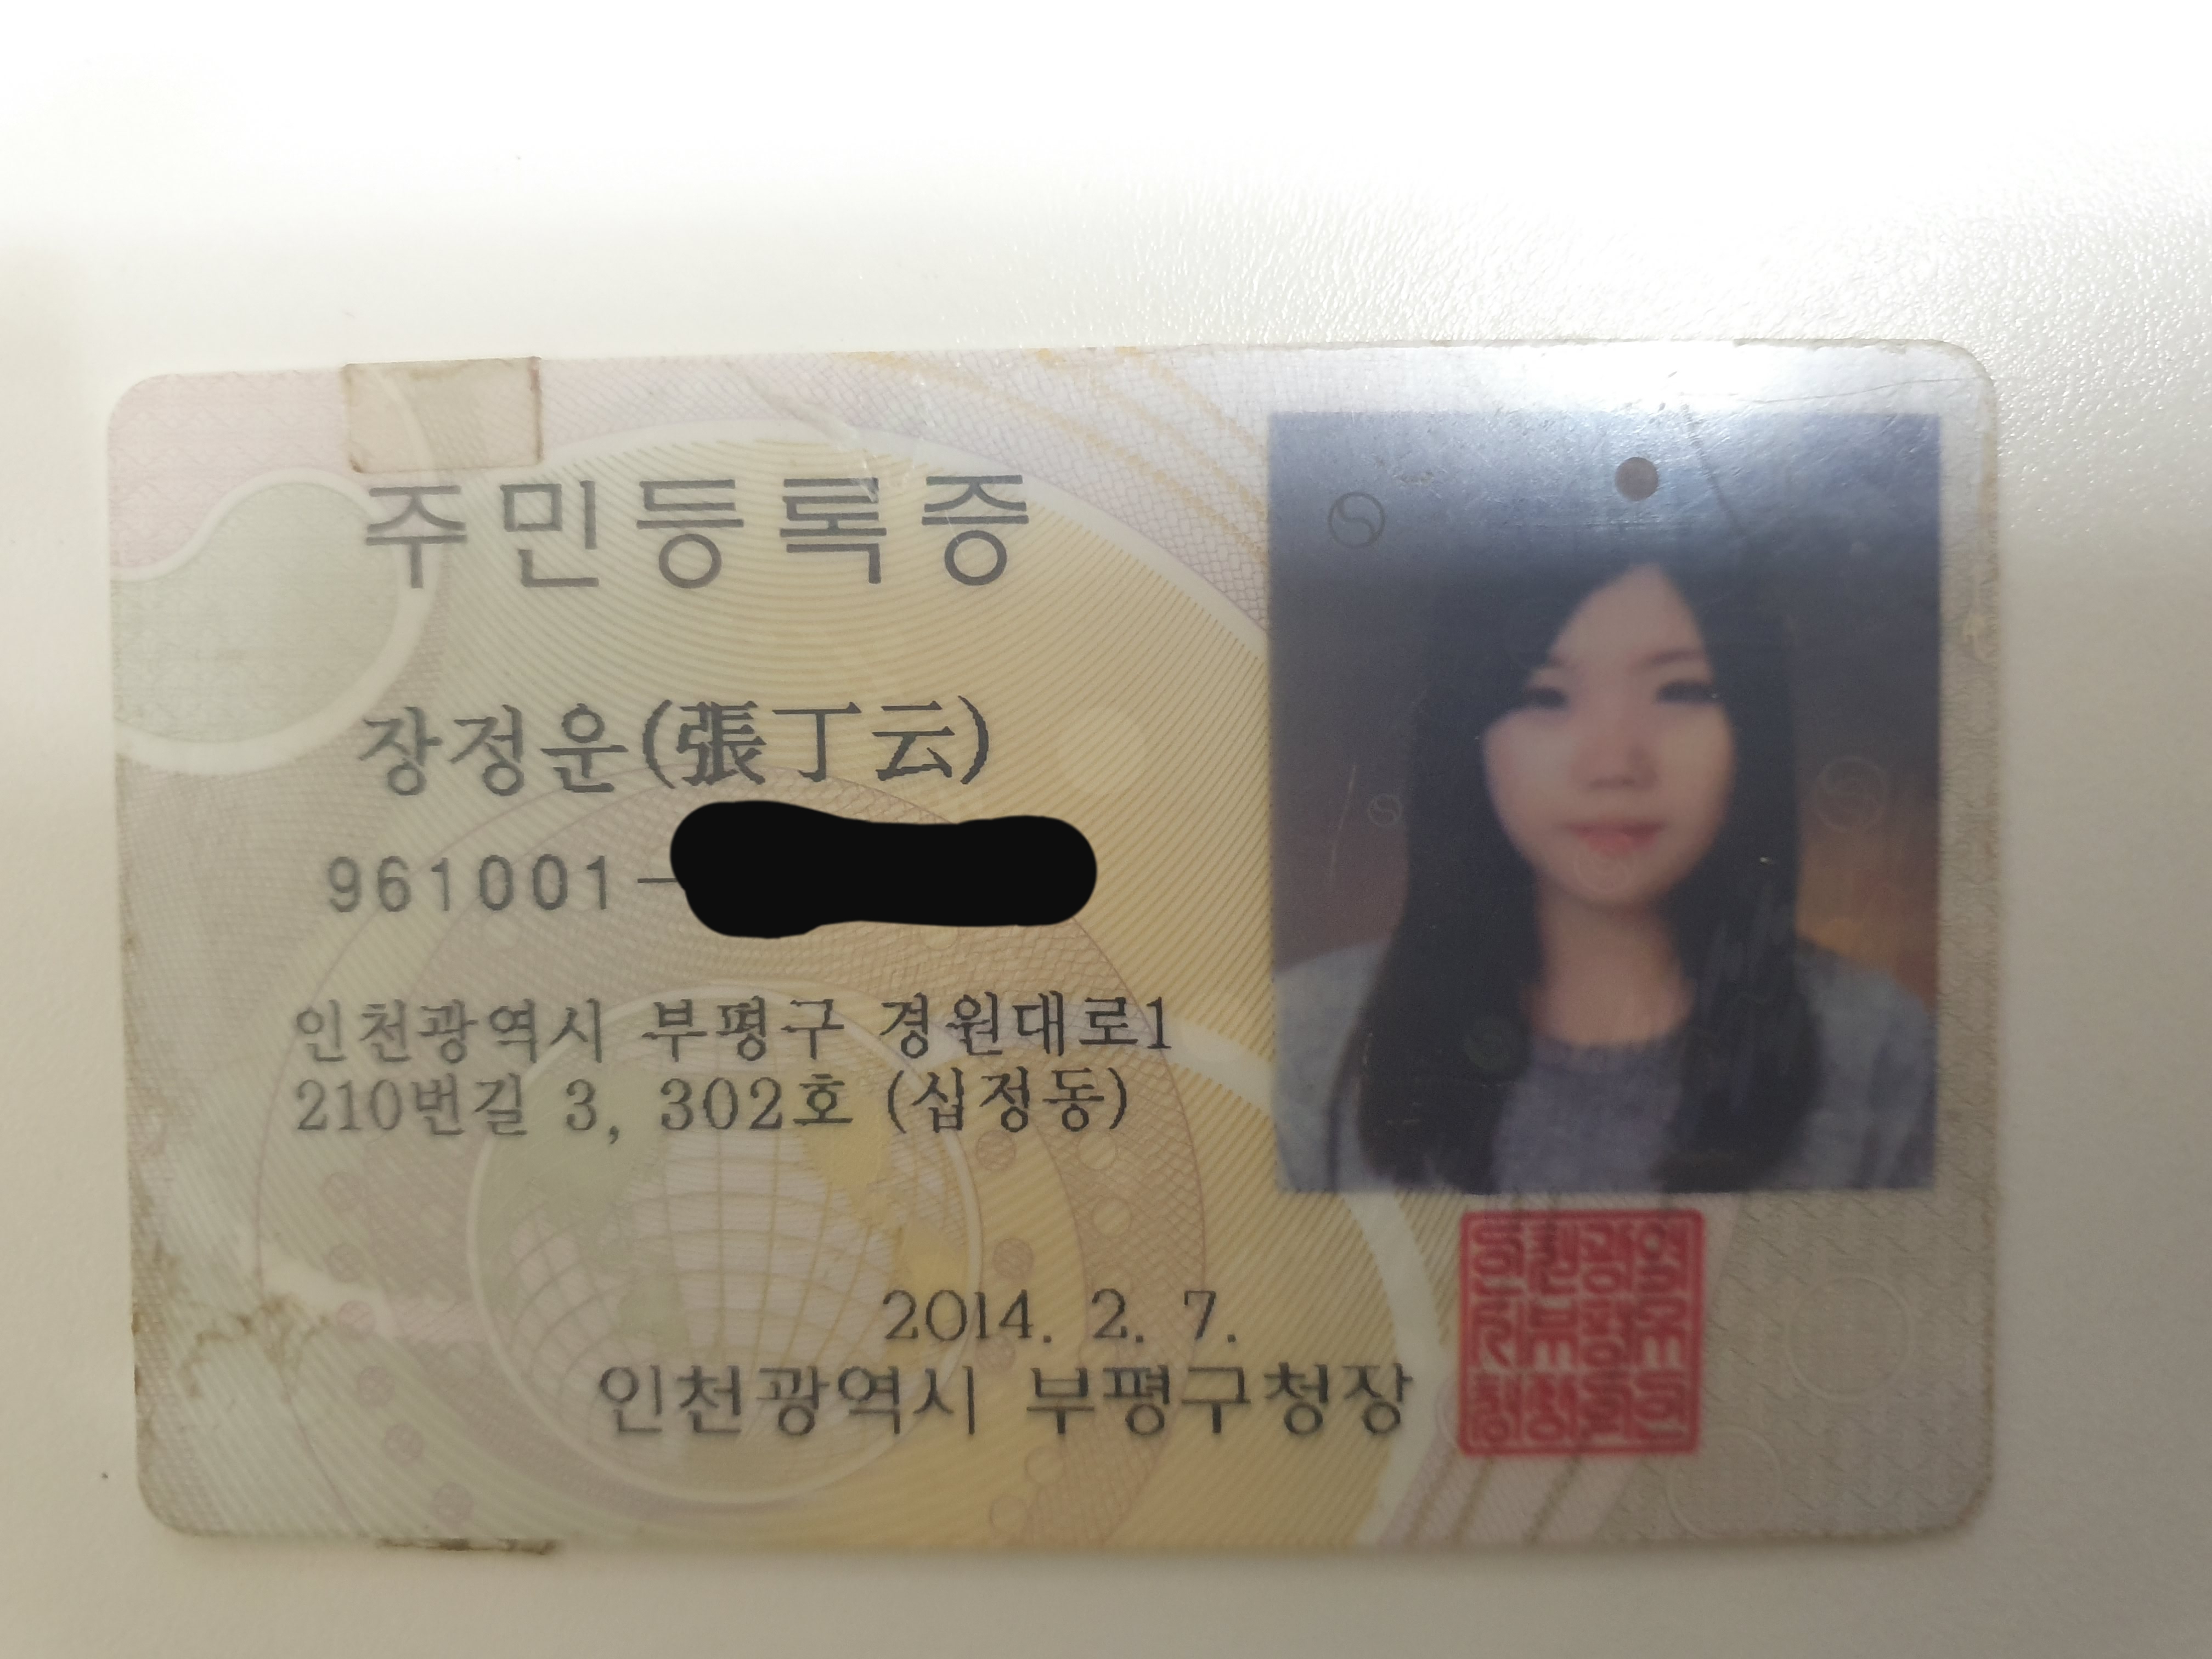 주민등록증
장정운(張丁云)
961001-
인천광역시 부평구 경원대로1
210번길 3, 302호 (십정동)
2014. 2. 7.
인천광역시 부평구청장